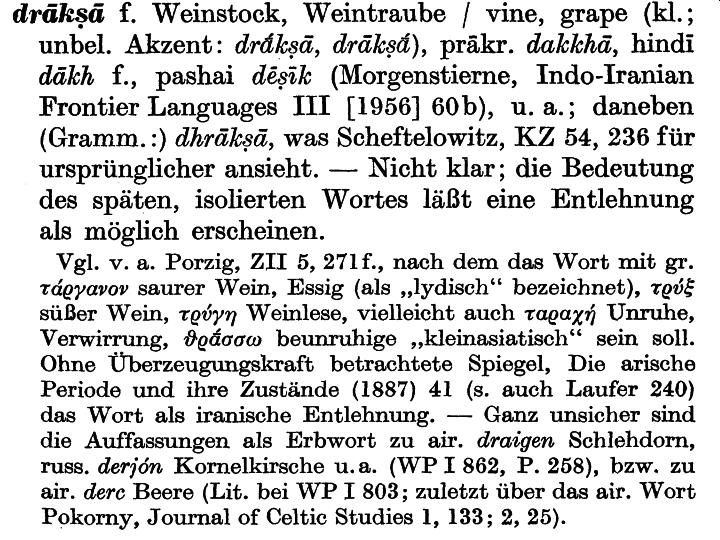 drākṣā f. Weinstock, Weintraube / vine, grape (kl.;
unbel. Akzent: drā́kṣā, drākṣā́), präkr. dakkhā, hindī
dākh f., pashai dēṣīk (Morgenstierne, Indo-Iranian
Frontier Languages III [1956] 60b), u. a.; daneben
(Gramm.:) dhrākṣā, was Scheftelowitz, KZ 54, 236 für
ursprünglicher ansieht. — Nicht klar; die Bedeutung
des späten, isolierten Wortes läßt eine Entlehnung
als möglich erscheinen.
Vgl. v. a. Porzig, ZII 5, 271f., nach dem das Wort mit gr.
τάργανον saurer Wein, Essig (als „lydisch“ bezeichnet), τρύξ
süßer Wein, τρύγη Weinlese, vielleicht auch ταραχή Unruhe,
Verwirrung, θρᾴσσω beunruhige „kleinasiatisch“ sein soll.
Ohne Überzeugungskraft betrachtete Spiegel, Die arische
Periode und ihre Zustände (1887) 41 (s. auch Laufer 240)
das Wort als iranische Entlehnung. — Ganz unsicher sind
die Auffassungen als Erbwort zu air. draigen Schlehdorn,
russ. derjón Kornelkirsche u.a. (WP I 862, P. 258), bzw. zu
air. derc Beere (Lit. bei WP I 803; zuletzt über das air. Wort
Pokorny, Journal of Celtic Studies 1, 133; 2, 25).